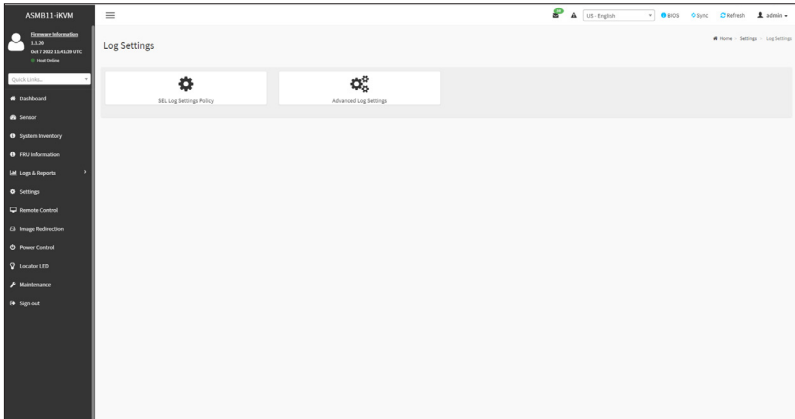 ASMB11-iKVM
Firmware Information
1.1.20
Oct 7 2022 13:41:20 UTC
Host Online
Quick Links...
Dashboard
Sensor
System Inventory
FRU Information
Logs & Reports
Settings
Remote Control
Image Redirection
Power Control
Locator LED
Maintenance
Sign out
US - English
BIOS
Sync
Refresh
admin
Log Settings
Home
Settings
Log Settings
SEL Log Settings Policy
Advanced Log Settings